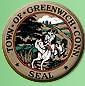 TOWN OF GREENWICH, CONN.
SEAL